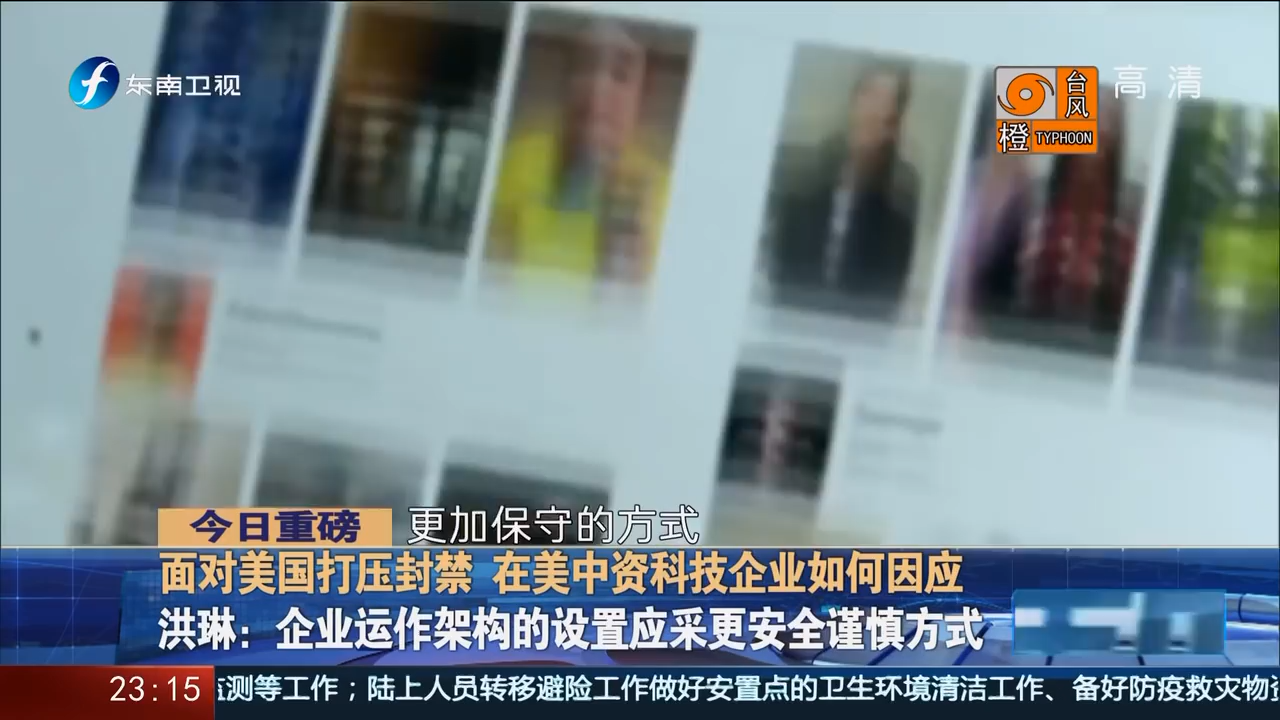 东南卫视
台风
橙 TYPHOON
高清
今日重磅
更加保守的方式
面对美国打压封禁 在美中资科技企业如何因应
洪琳：企业运作架构的设置应采更安全谨慎方式
23:15
测等工作；陆上人员转移避险工作做好安置点的卫生环境清洁工作、备好防疫救灾物